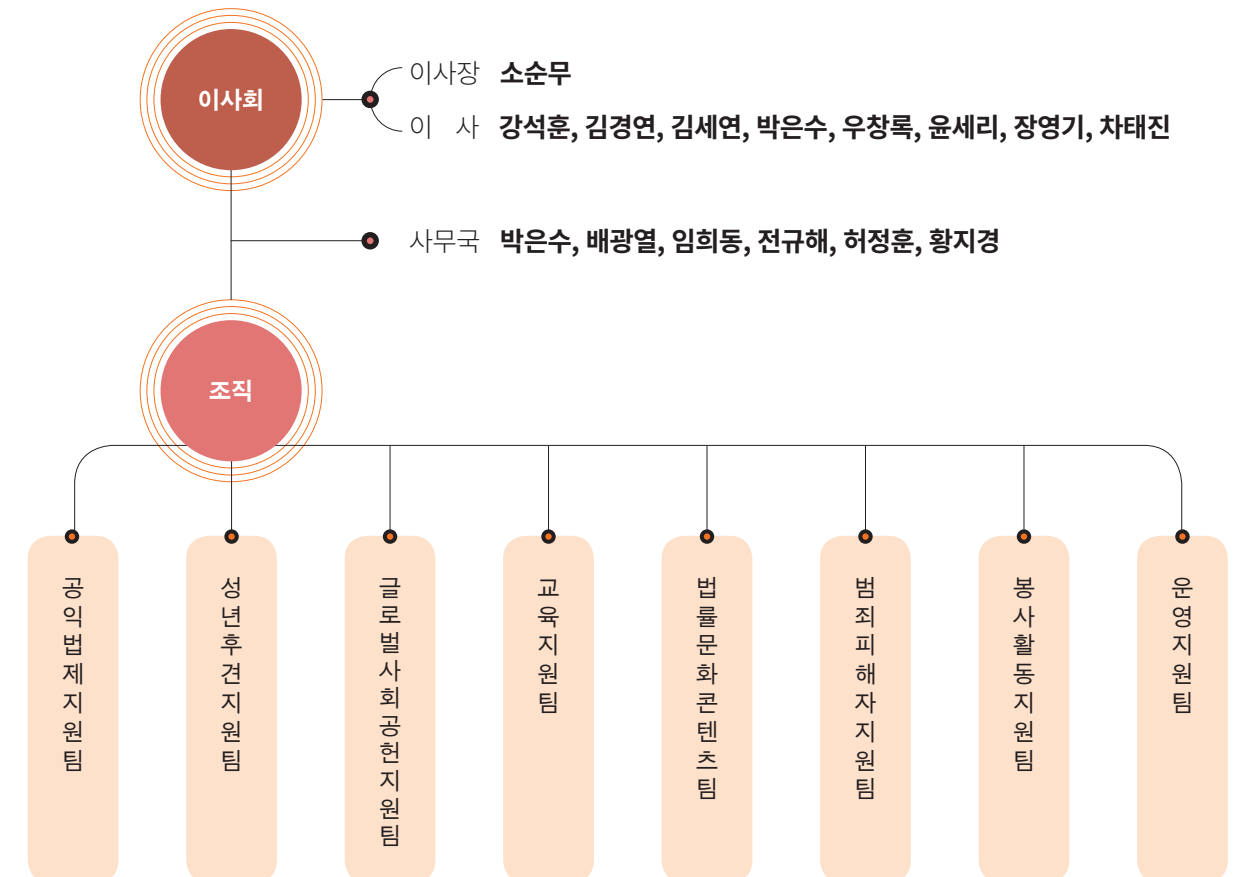 이사회
이사장 소순무
이 사 강석훈, 김경연, 김세연, 박은수, 우창록, 윤세리, 장영기, 차태진
사무국 박은수, 배광열, 임희동, 전규해, 허정훈, 황지경
조직
공익법제지원팀
성년후견지원팀
글로벌사회공헌지원팀
교육지원팀
법률문화콘텐츠팀
범죄피해자지원팀
봉사활동지원팀
운영지원팀